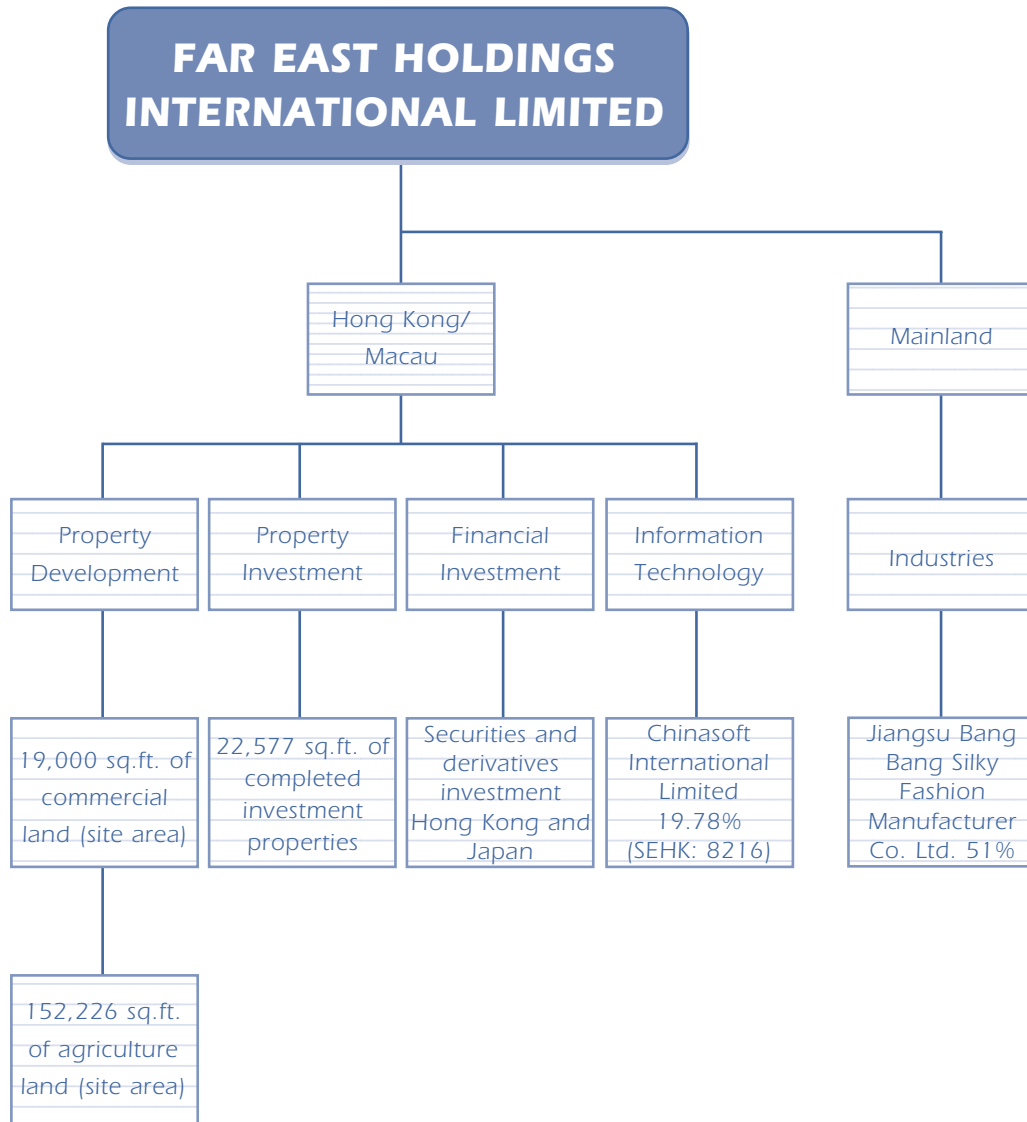 FAR EAST HOLDINGS
INTERNATIONAL LIMITED
Hong Kong/
Macau
Mainland
Property
Development
Property
Investment
Financial
Investment
Information
Technology
Industries
19,000 sq.ft. of
commercial
land (site area)
22,577 sq.ft. of
completed
investment
properties
Securities and
derivatives
investment
Hong Kong and
Japan
Chinasoft
International
Limited
19.78%
(SEHK: 8216)
Jiangsu Bang
Bang Silky
Fashion
Manufacturer
Co. Ltd. 51%
152,226 sq.ft.
of agriculture
land (site area)